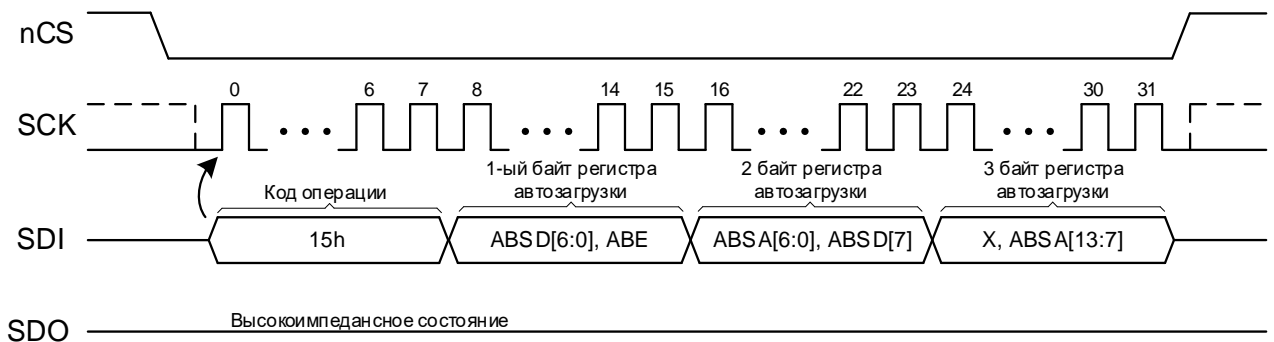 nCS
0 6 7 8 14 15 16 22 23 24 30 31
SCK
1-ый байт регистра автозагрузки
2 байт регистра автозагрузки
3 байт регистра автозагрузки
Код операции
SDI
15h
ABSD[6:0], ABE
ABSA[6:0], ABSD[7]
X, ABSA[13:7]
SDO
Высокоимпедансное состояние